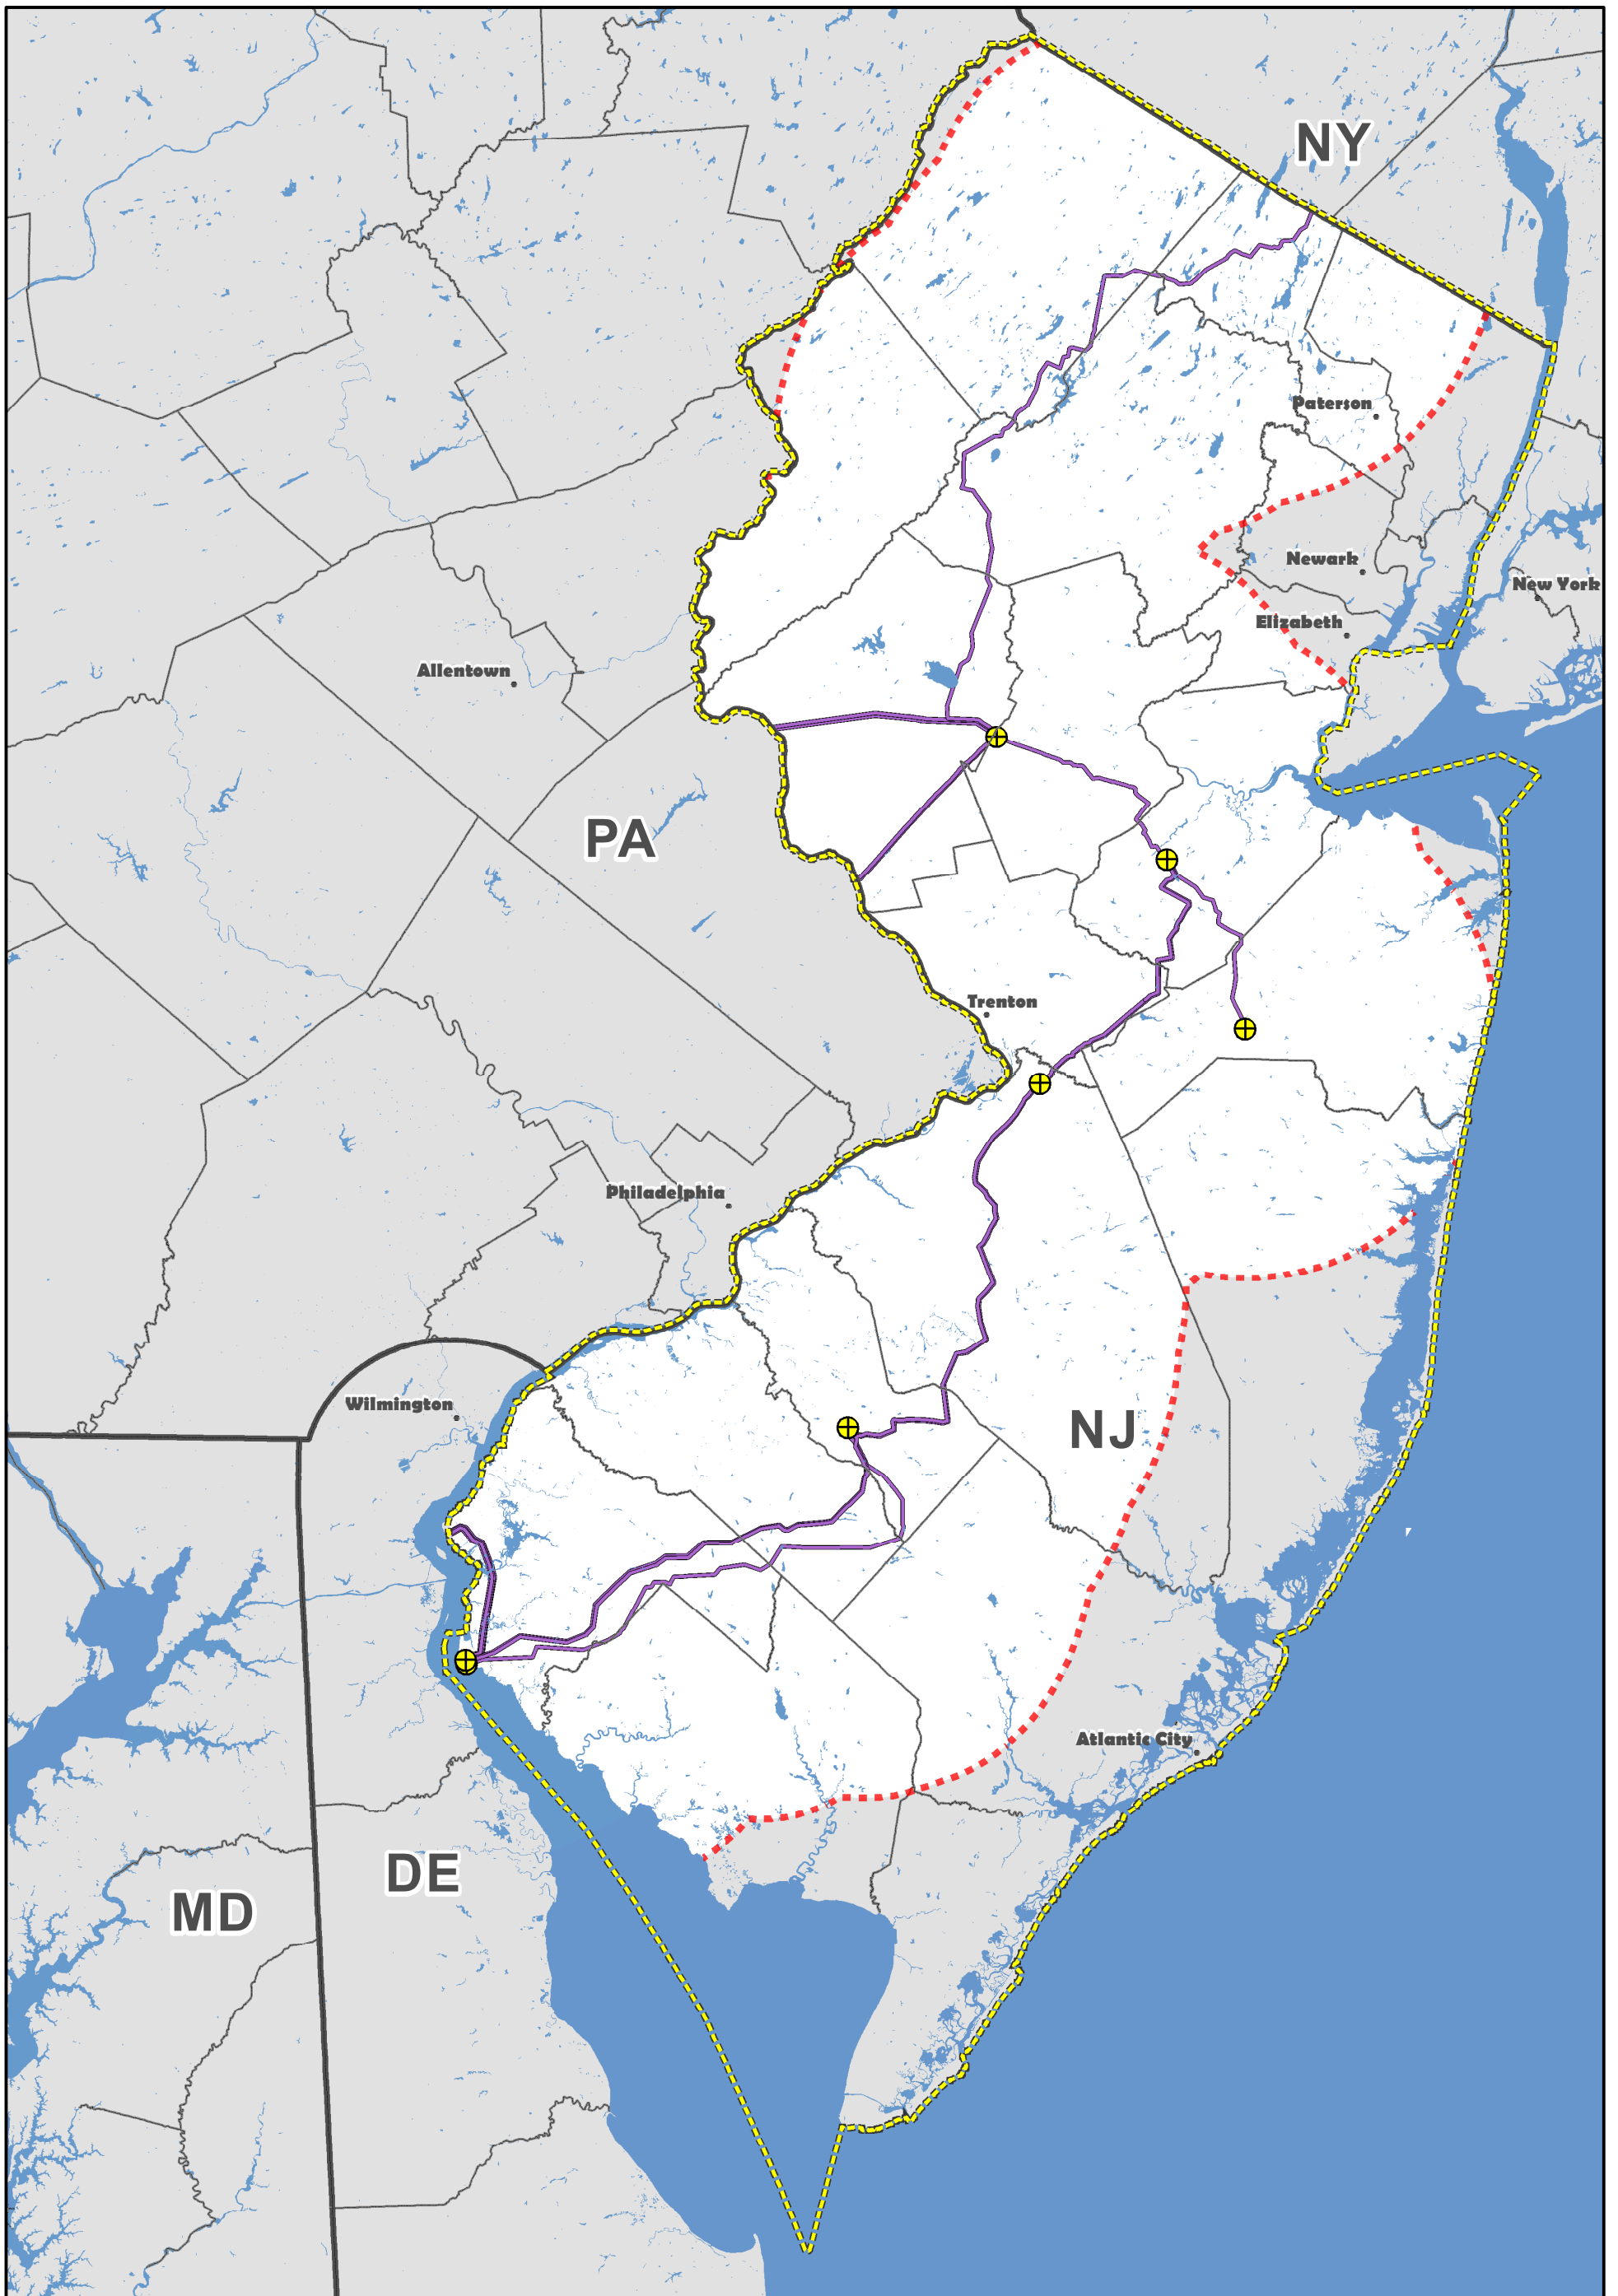 NY
Paterson
Newark
New York
Elizabeth
Allentown
PA
Trenton
Philadelphia
Wilmington
NJ
Atlantic City
DE
MD